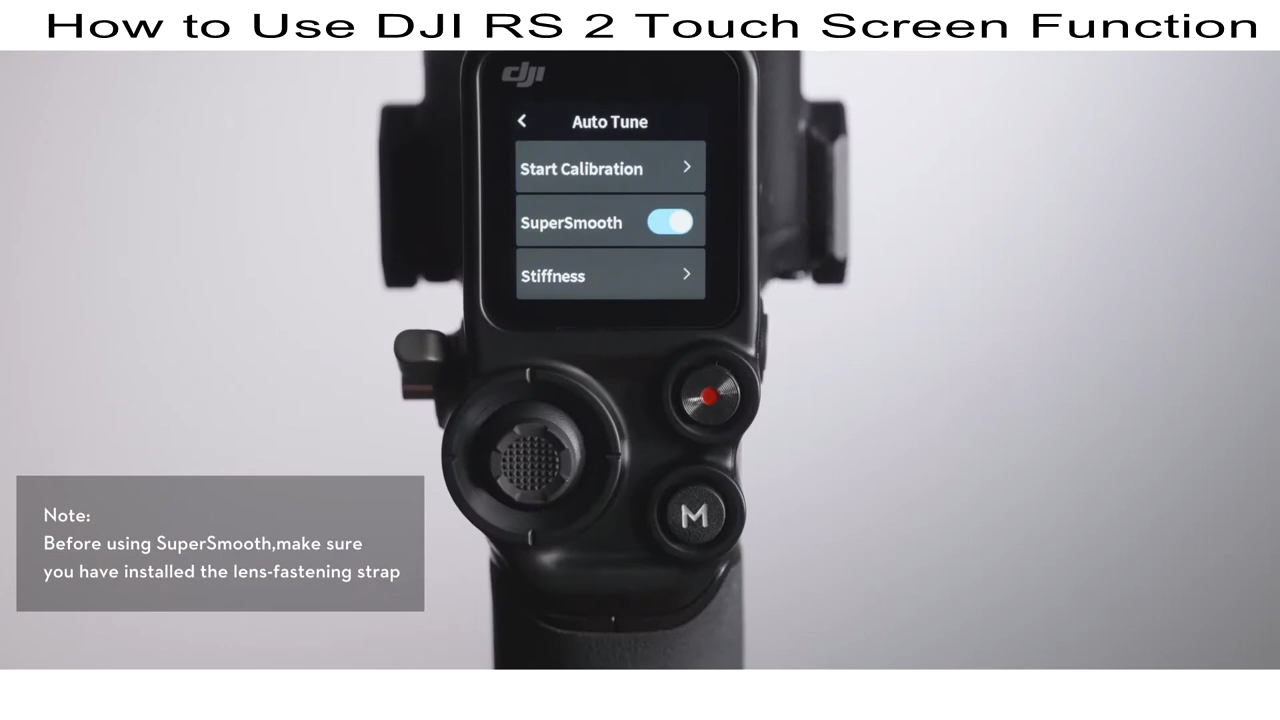 How to Use DJI RS 2 Touch Screen Function
dji
Auto Tune
Start Calibration
SuperSmooth
Stiffness
M
Note:
Before using SuperSmooth,make sure
you have installed the lens-fastening strap